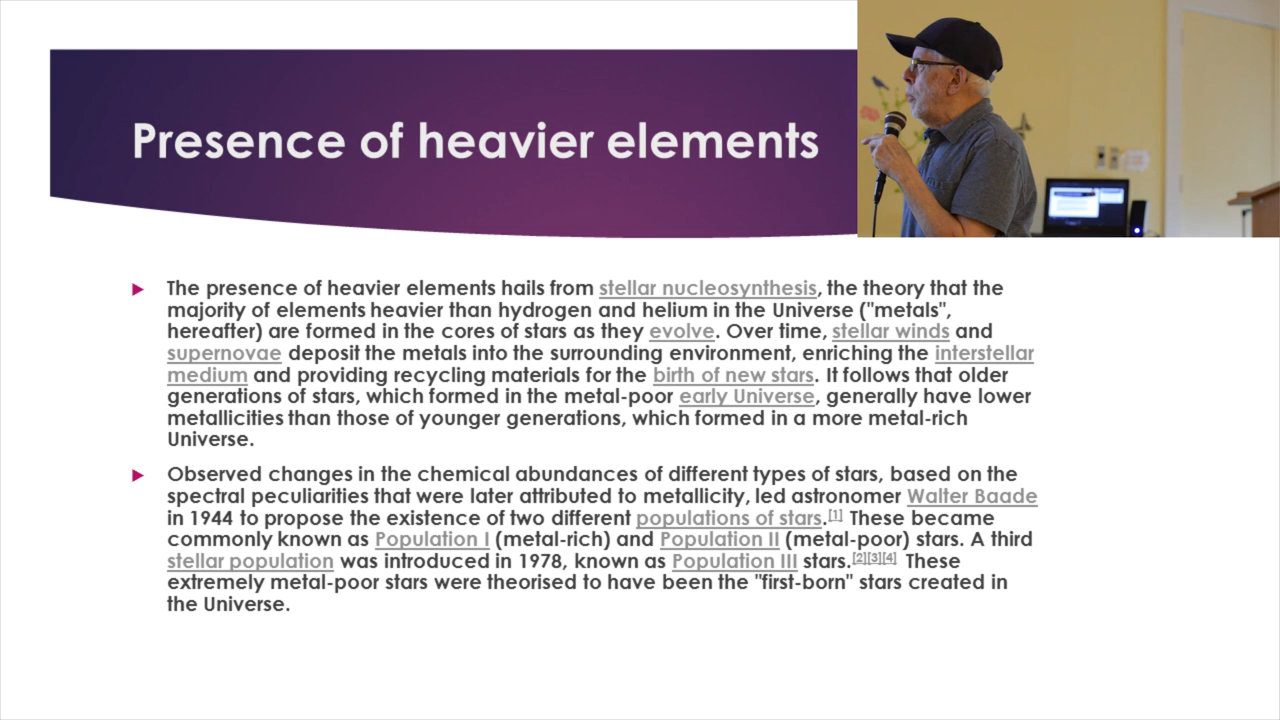 Presence of heavier elements
The presence of heavier elements hails from stellar nucleosynthesis, the theory that the
majority of elements heavier than hydrogen and helium in the Universe ("metals",
hereafter) are formed in the cores of stars as they evolve. Over time, stellar winds and
supernovae deposit the metals into the surrounding environment, enriching the interstellar
medium and providing recycling materials for the birth of new stars. It follows that older
generations of stars, which formed in the metal-poor early Universe, generally have lower
metallicities than those of younger generations, which formed in a more metal-rich
Universe.
Observed changes in the chemical abundances of different types of stars, based on the
spectral peculiarities that were later attributed to metallicity, led astronomer Walter Baade
in 1944 to propose the existence of two different populations of stars.[1] These became
commonly known as Population I (metal-rich) and Population II (metal-poor) stars. A third
stellar population was introduced in 1978, known as Population III stars.[2][3][4] These
extremely metal-poor stars were theorised to have been the "first-born" stars created in
the Universe.